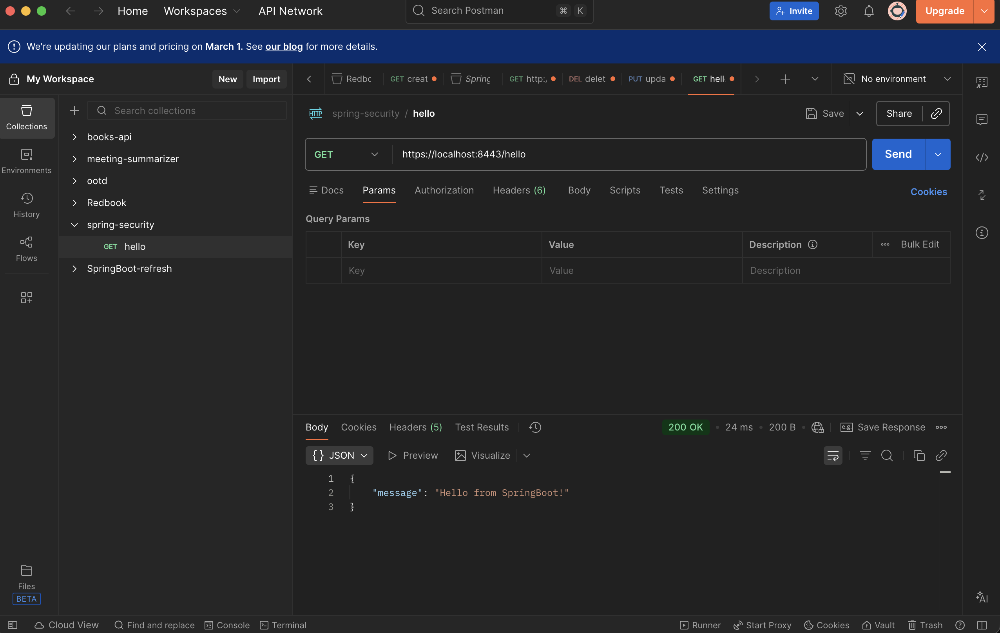 Home Workspaces API Network Search Postman ⌘ K Invite Upgrade
We're updating our plans and pricing on March 1. See our blog for more details.
My Workspace New Import
Redbc GET creat Spring GET http:/ DEL delet PUT upda GET hell No environment
Collections
Search collections
books-api
meeting-summarizer
ootd
Redbook
spring-security
GET hello
SpringBoot-refresh
Environments
History
Flows
Files
BETA
HTTP spring-security / hello Save Share
GET https://localhost:8443/hello Send
Docs Params Authorization Headers (6) Body Scripts Tests Settings Cookies
Query Params
Key Value Description Bulk Edit
Key Value Description
Body Cookies Headers (5) Test Results 200 OK • 24 ms • 200 B • e.g. Save Response
{ } JSON Preview Visualize
1 {
2 "message": "Hello from SpringBoot!"
3 }
AI
Cloud View Find and replace Console Terminal Runner Start Proxy Cookies Vault Trash